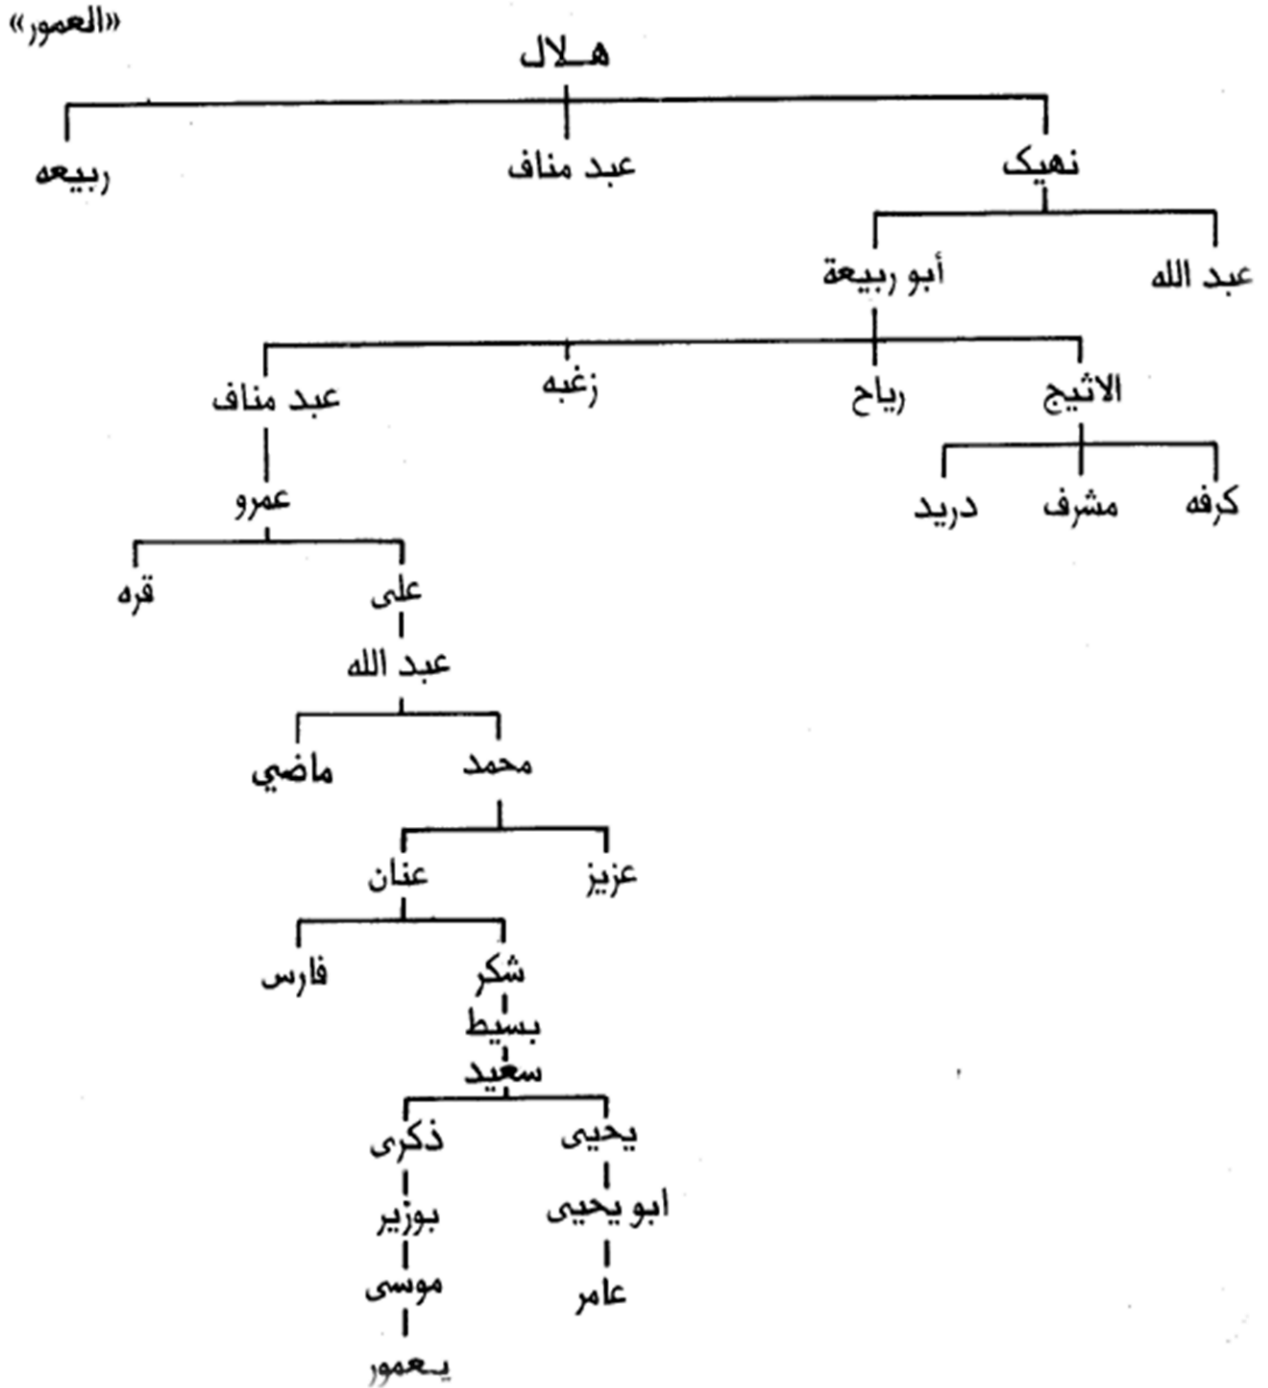 «العمور»
هـلال
نهيك
عبد مناف
ربيعه
عبد الله
أبو ربيعة
الاثيج
رياح
زغبه
عبد مناف
كرفه
مشرف
دريد
عمرو
على
قره
عبد الله
محمد
ماضي
عزيز
عنان
شكر
فارس
بسيط
سعيد
يحيى
ذكرى
ابو يحيى
بوزير
عامر
موسى
يـعمور